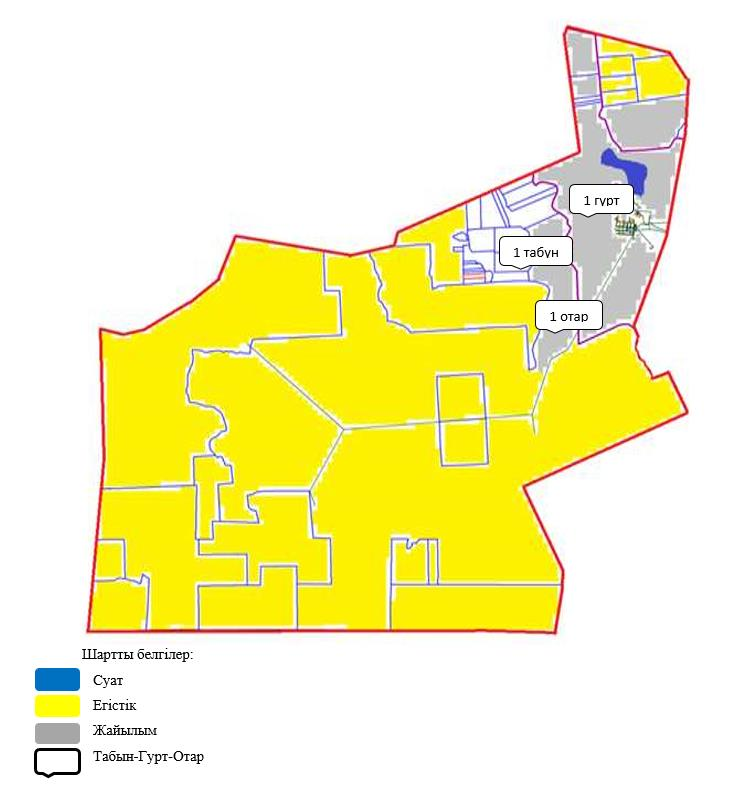 1 гурт
1 табун
1 отар
Шартты белгілер:
Суат
Егістік
Жайылым
Табын-Гурт-Отар